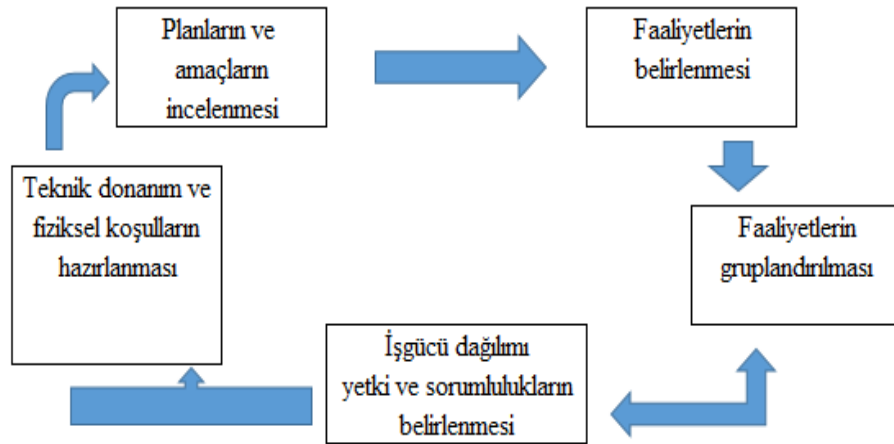 Planların ve
amaçların
incelenmesi
Faaliyetlerin
belirlenmesi
Teknik donanım ve
fiziksel koşulların
hazırlanması
Faaliyetlerin
gruplandırılması
İşgücü dağılımı
yetki ve sorumlulukların
belirlenmesi